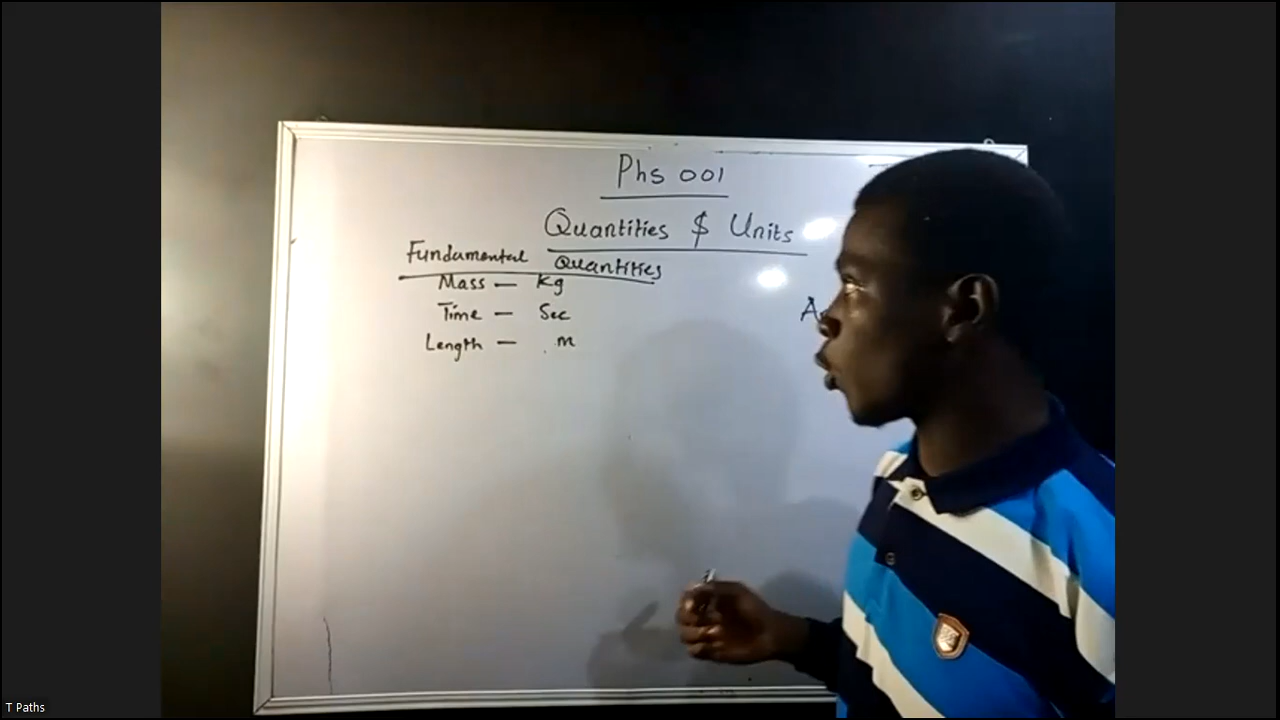 Phs 001
Quantities $ Units
Fundamental Quantities
Mass — Kg
Time — Sec
Length — m
T Paths